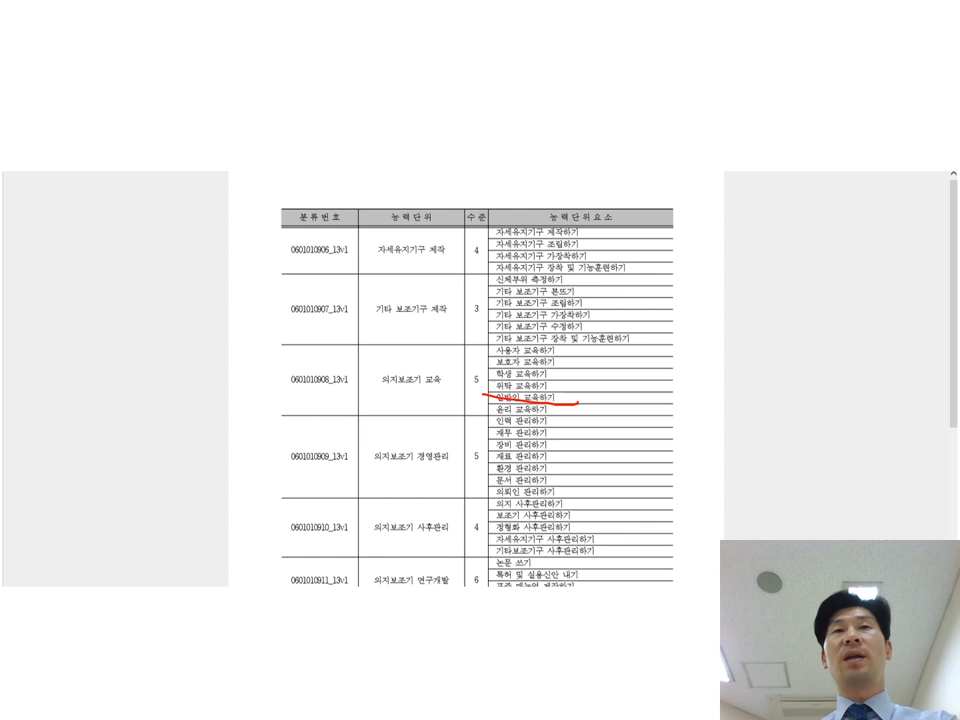 분류번호 능력단위 수준 능력단위요소
0601010906_13v1 자세유지기구 제작 4
자세유지기구 제작하기
자세유지기구 조립하기
자세유지기구 가장착하기
자세유지기구 장착 및 기능훈련하기
0601010907_13v1 기타 보조기구 제작 3
신체부위 측정하기
기타 보조기구 본뜨기
기타 보조기구 조립하기
기타 보조기구 가장착하기
기타 보조기구 수정하기
기타 보조기구 장착 및 기능훈련하기
0601010908_13v1 의지보조기 교육 5
사용자 교육하기
보호자 교육하기
학생 교육하기
위탁 교육하기
일반인 교육하기
윤리 교육하기
0601010909_13v1 의지보조기 경영관리 5
인력 관리하기
재무 관리하기
장비 관리하기
재료 관리하기
환경 관리하기
문서 관리하기
의뢰인 관리하기
0601010910_13v1 의지보조기 사후관리 4
의지 사후관리하기
보조기 사후관리하기
정형화 사후관리하기
자세유지기구 사후관리하기
기타보조기구 사후관리하기
0601010911_13v1 의지보조기 연구개발 6
논문 쓰기
특허 및 실용신안 내기